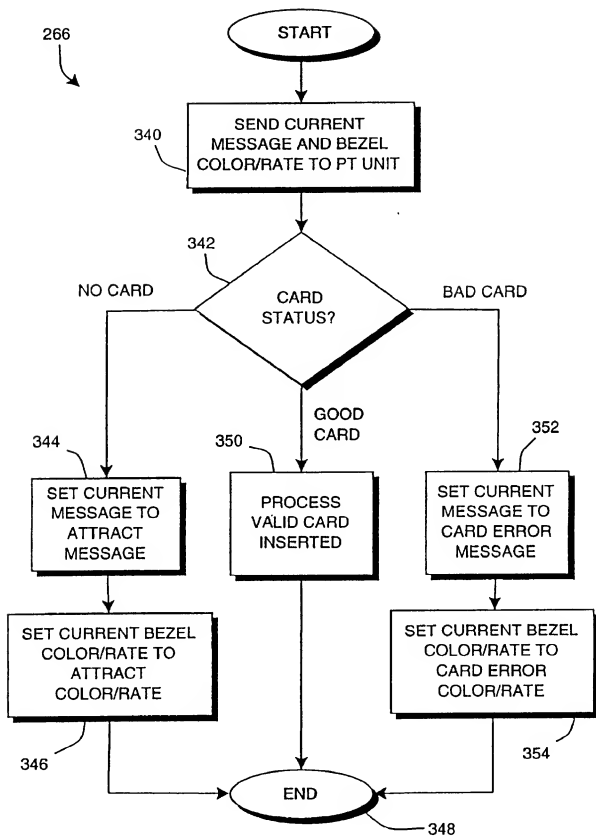 START
266
SEND CURRENT
MESSAGE AND BEZEL
COLOR/RATE TO PT UNIT
340
342
NO CARD
CARD
STATUS?
BAD CARD
GOOD
CARD
344
350
352
SET CURRENT
MESSAGE TO
ATTRACT
MESSAGE
PROCESS
VALID CARD
INSERTED
SET CURRENT
MESSAGE TO
CARD ERROR
MESSAGE
SET CURRENT BEZEL
COLOR/RATE TO
ATTRACT
COLOR/RATE
SET CURRENT BEZEL
COLOR/RATE TO
CARD ERROR
COLOR/RATE
346
354
END
348